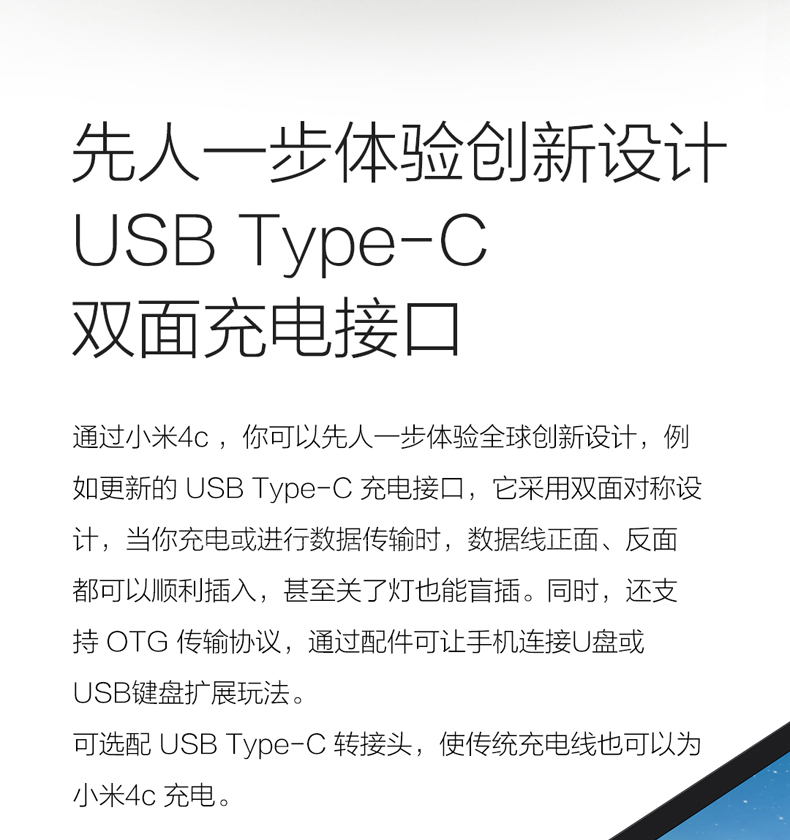 先人一步体验创新设计
USB Type-C
双面充电接口
通过小米4c ，你可以先人一步体验全球创新设计，例
如更新的 USB Type-C 充电接口，它采用双面对称设
计，当你充电或进行数据传输时，数据线正面、反面
都可以顺利插入，甚至关了灯也能盲插。同时，还支
持 OTG 传输协议，通过配件可让手机连接U盘或
USB键盘扩展玩法。
可选配 USB Type-C 转接头，使传统充电线也可以为
小米4c 充电。